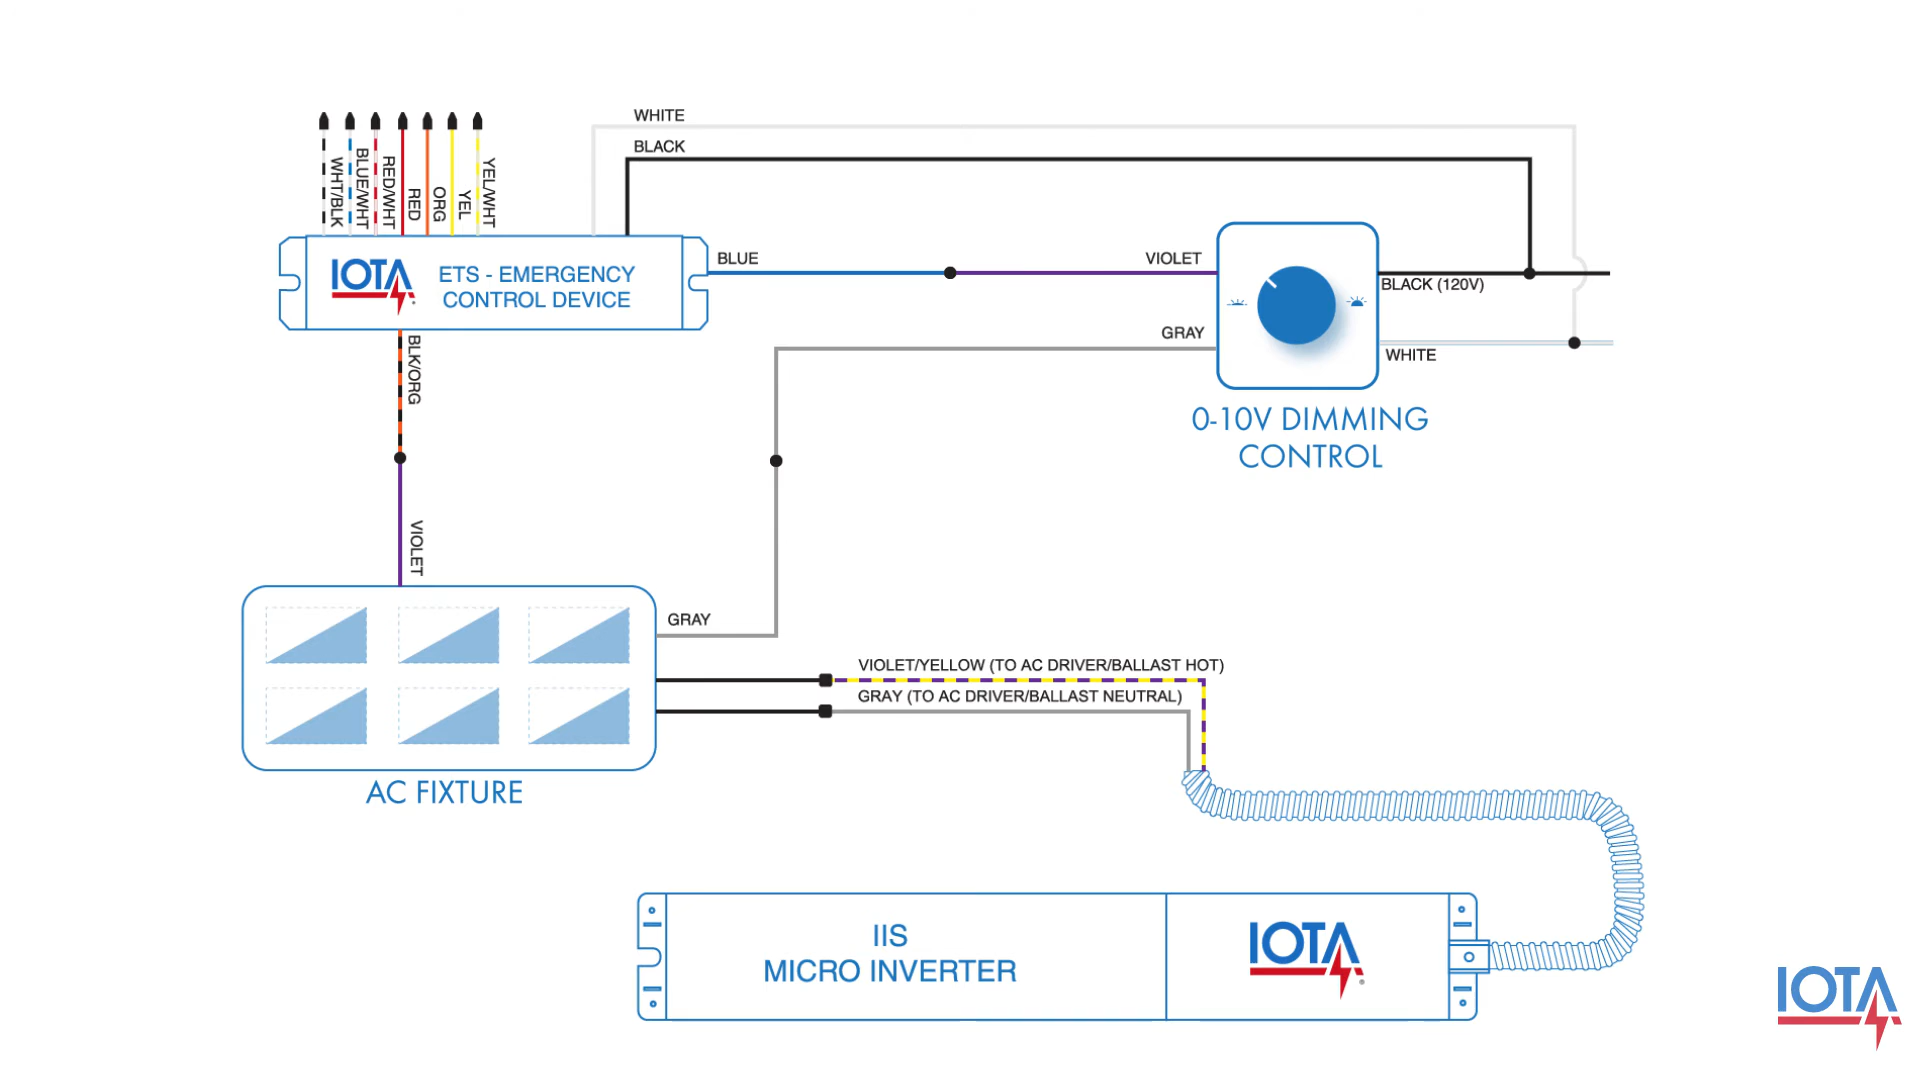 WHITE
BLACK
WHT/BLK
BLUE/WHT
RED/WHT
RED
ORG
YEL
YEL/WHT
IOTA
ETS - EMERGENCY
CONTROL DEVICE
BLUE
VIOLET
BLACK (120V)
GRAY
WHITE
0-10V DIMMING
CONTROL
BLK/ORG
VIOLET
GRAY
VIOLET/YELLOW (TO AC DRIVER/BALLAST HOT)
GRAY (TO AC DRIVER/BALLAST NEUTRAL)
AC FIXTURE
IIS
MICRO INVERTER
IOTA
®
IOTA